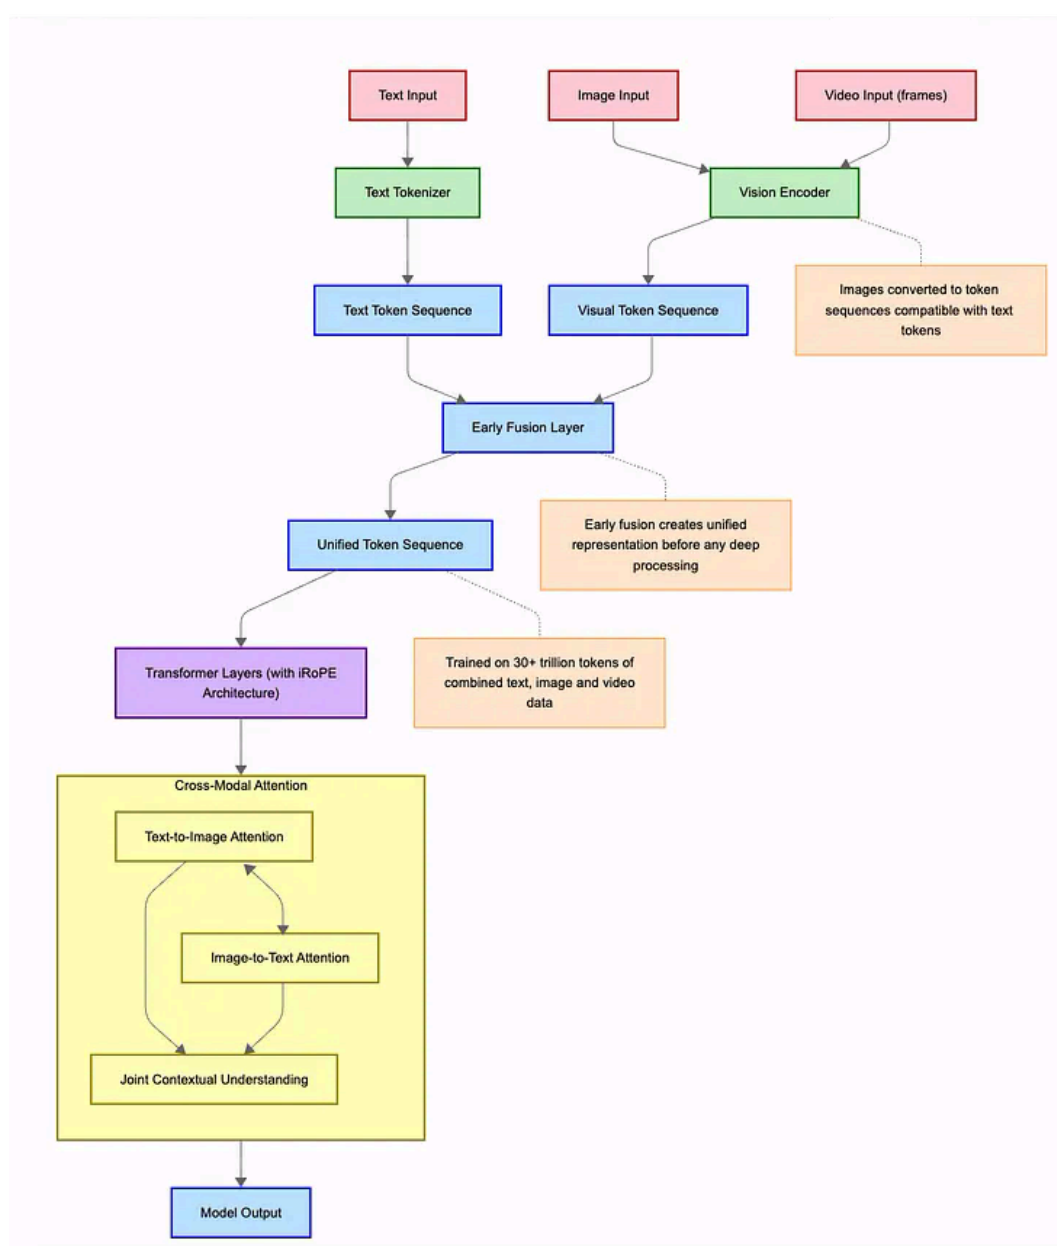 Text Input
Image Input
Video Input (frames)
Text Tokenizer
Vision Encoder
Text Token Sequence
Visual Token Sequence
Images converted to token
sequences compatible with text
tokens
Early Fusion Layer
Early fusion creates unified
representation before any deep
processing
Unified Token Sequence
Trained on 30+ trillion tokens of
combined text, image and video
data
Transformer Layers (with iRoPE
Architecture)
Cross-Modal Attention
Text-to-Image Attention
Image-to-Text Attention
Joint Contextual Understanding
Model Output